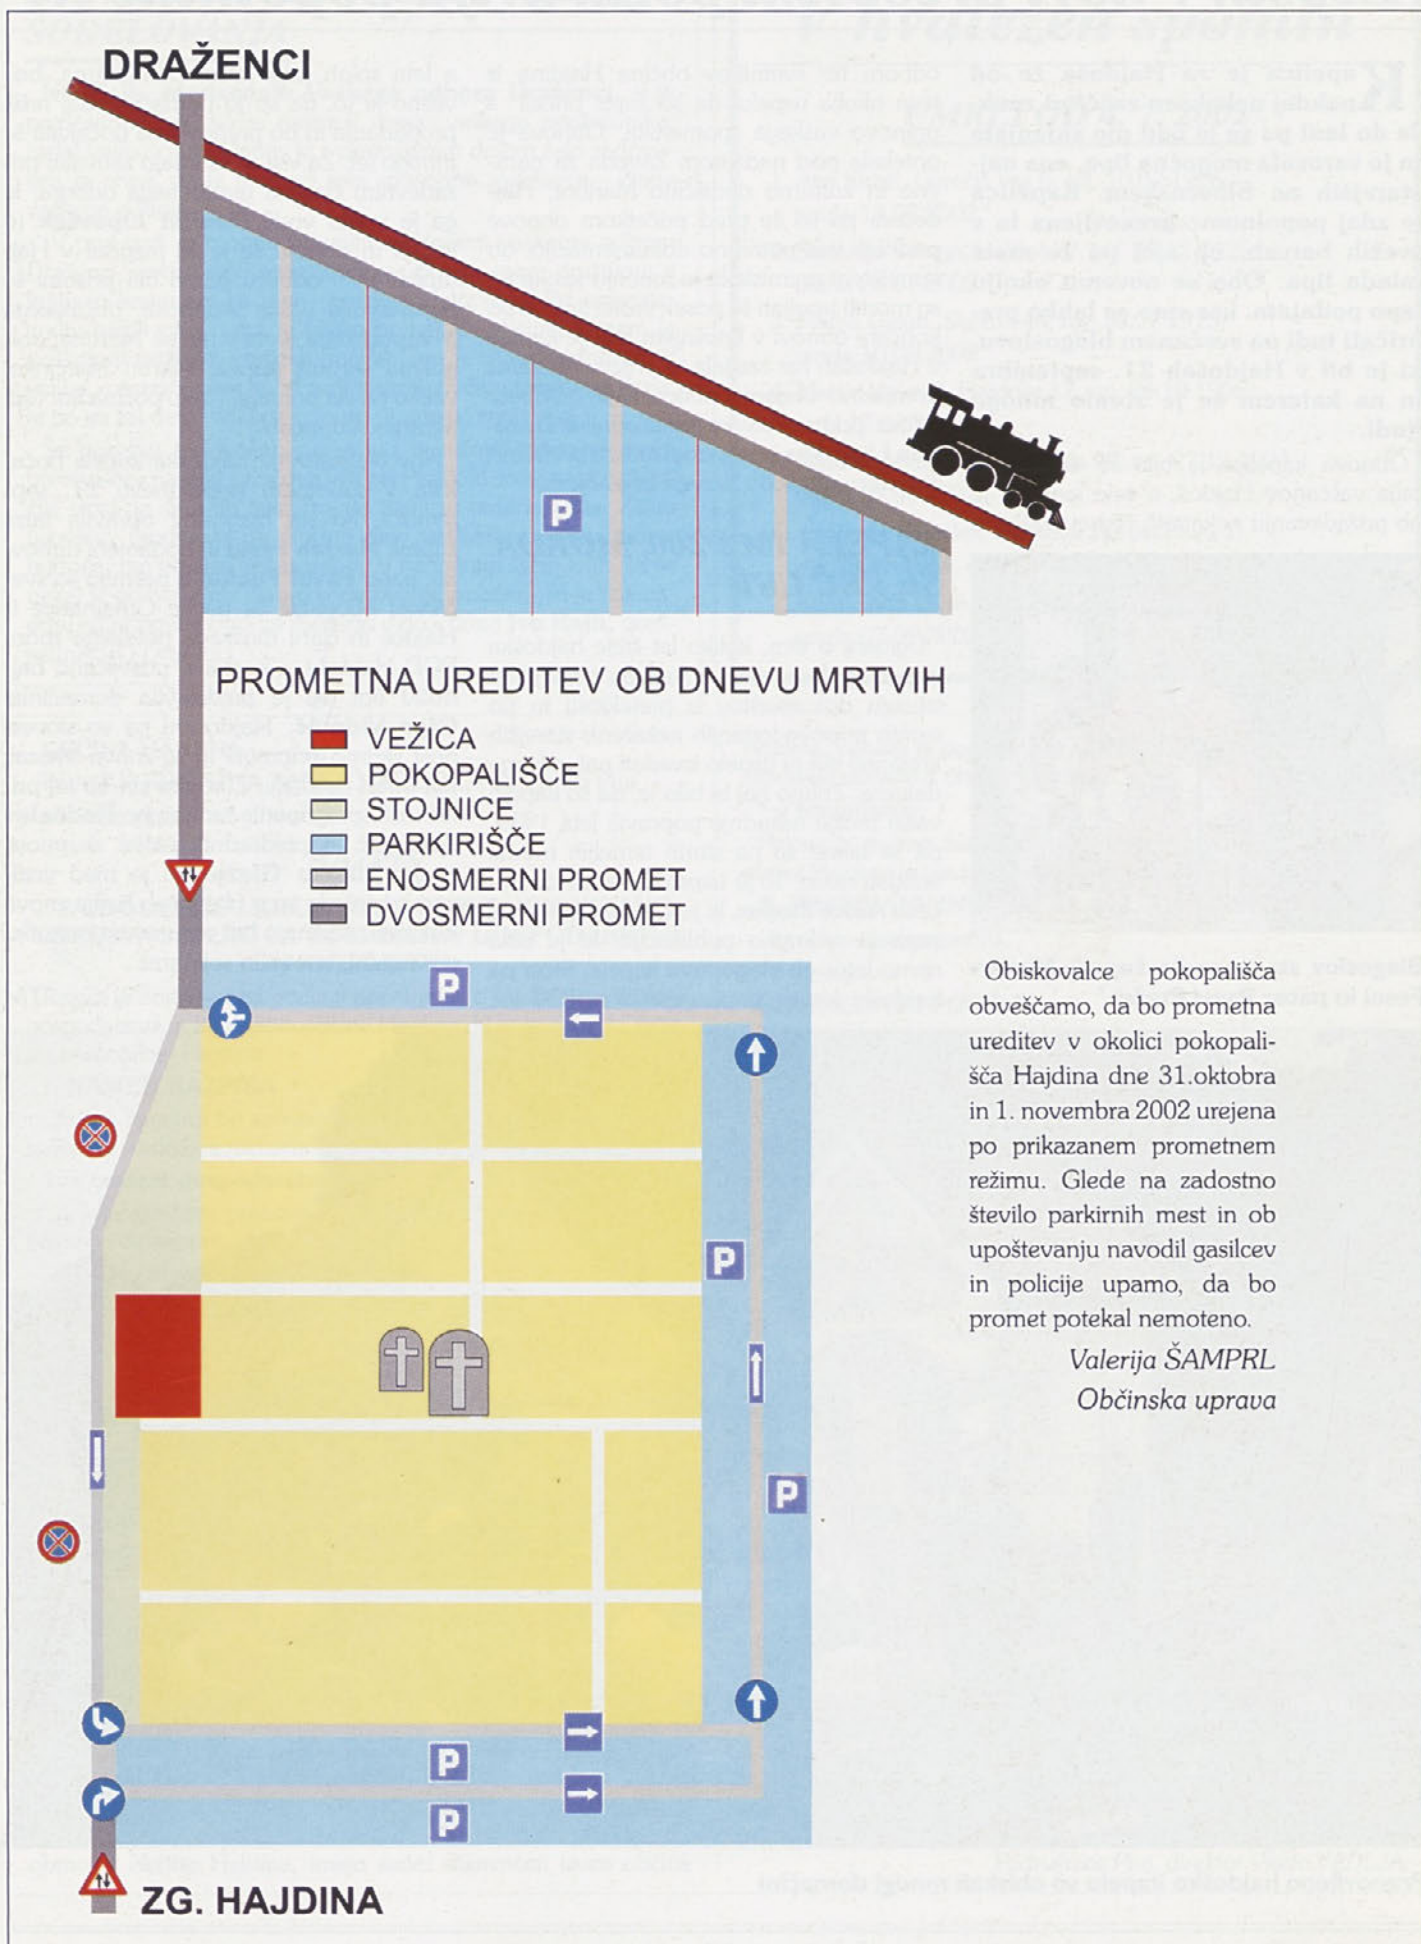 DRAŽENCI
P
PROMETNA UREDITEV OB DNEVU MRTVIH
VEŽICA
POKOPALIŠČE
STOJNICE
PARKIRIŠČE
ENOSMERNI PROMET
DVOSMERNI PROMET
P
P
P
P
P
ZG. HAJDINA
Obiskovalce pokopališča
obveščamo, da bo prometna
ureditev v okolici pokopali-
šča Hajdina dne 31.oktobra
in 1. novembra 2002 urejena
po prikazanem prometnem
režimu. Glede na zadostno
število parkirnih mest in ob
upoštevanju navodil gasilcev
in policije upamo, da bo
promet potekal nemoteno.
Valerija ŠAMPRL
Občinska uprava